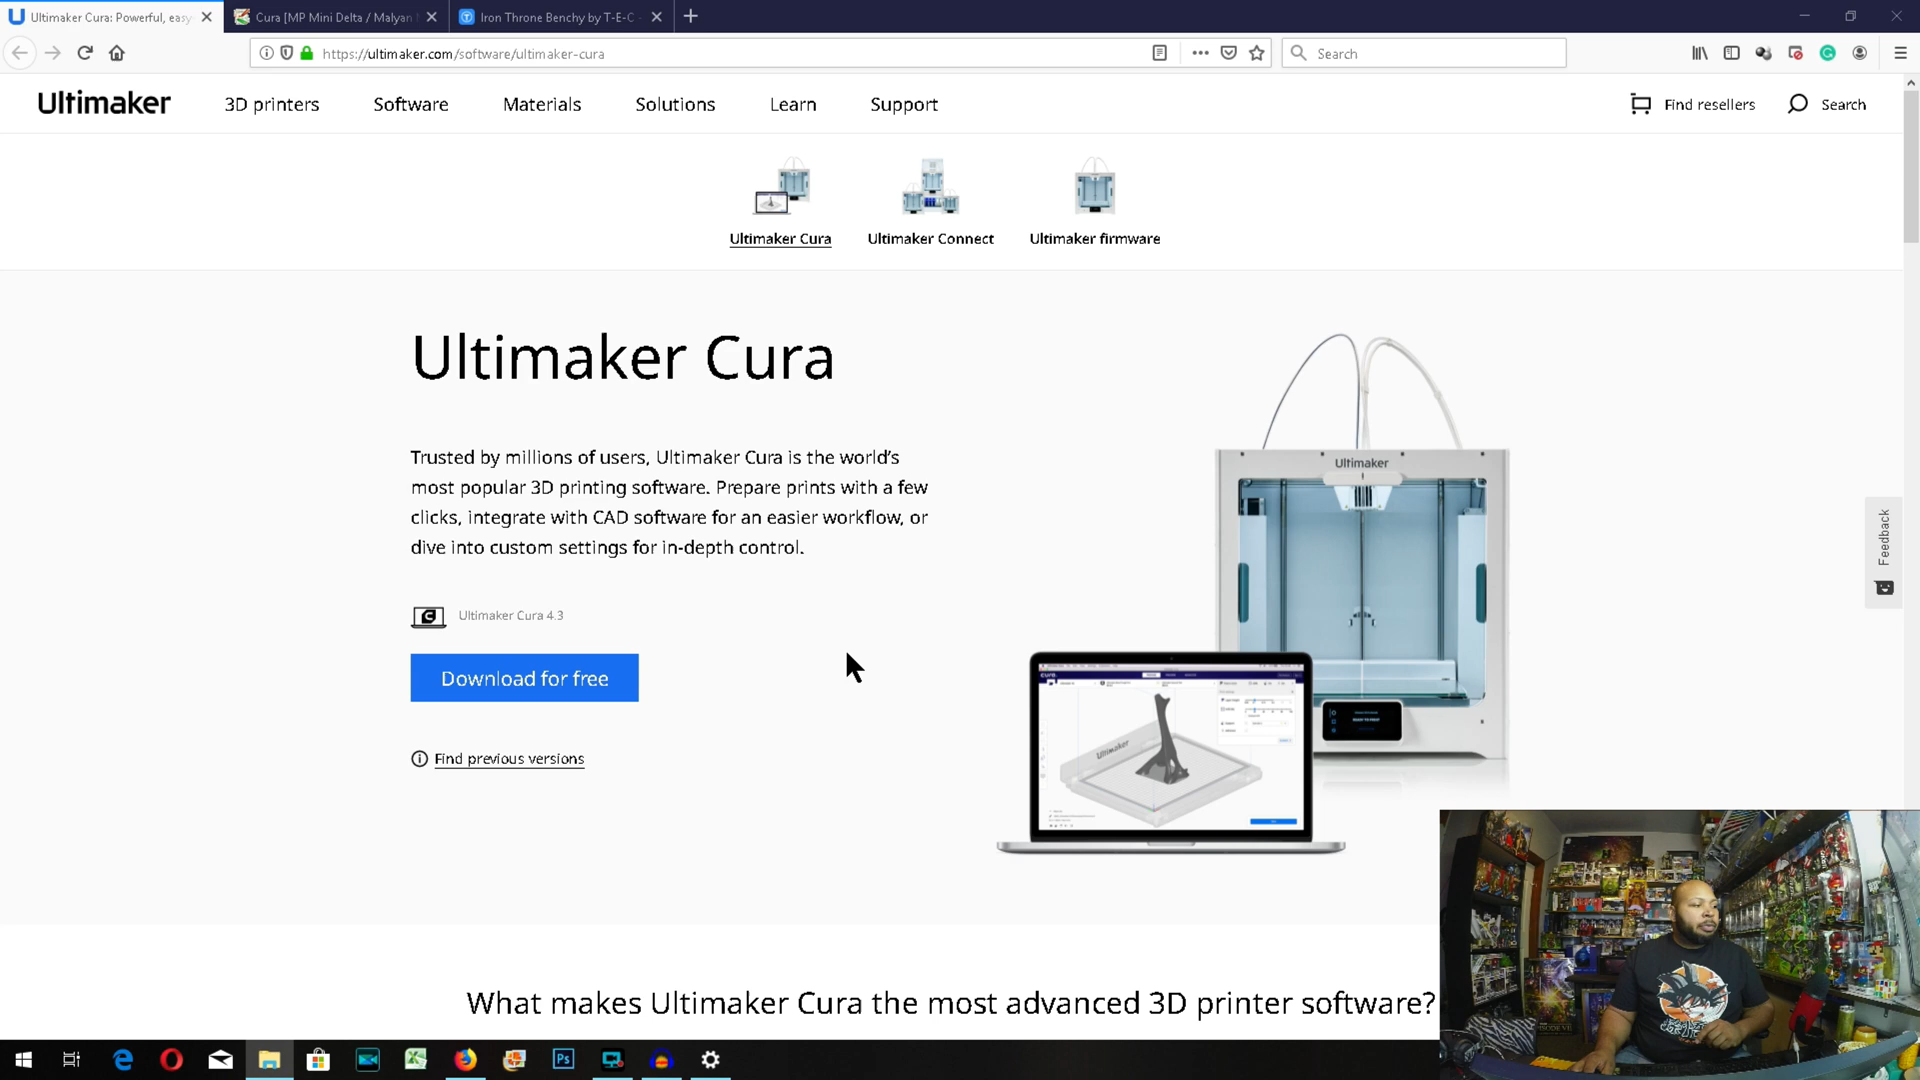 Ultimaker Cura: Powerful, easy-
Cura [MP Mini Delta / Malyan
Iron Throne Benchy by T-E-C -
https://ultimaker.com/software/ultimaker-cura
Search
Ultimaker
3D printers
Software
Materials
Solutions
Learn
Support
Find resellers
Search
Ultimaker Cura
Ultimaker Connect
Ultimaker firmware
Ultimaker Cura
Trusted by millions of users, Ultimaker Cura is the world's
most popular 3D printing software. Prepare prints with a few
clicks, integrate with CAD software for an easier workflow, or
dive into custom settings for in-depth control.
Ultimaker Cura 4.3
Download for free
Find previous versions
Ultimaker
cura.
Ultimaker
Feedback
What makes Ultimaker Cura the most advanced 3D printer software?
Ps